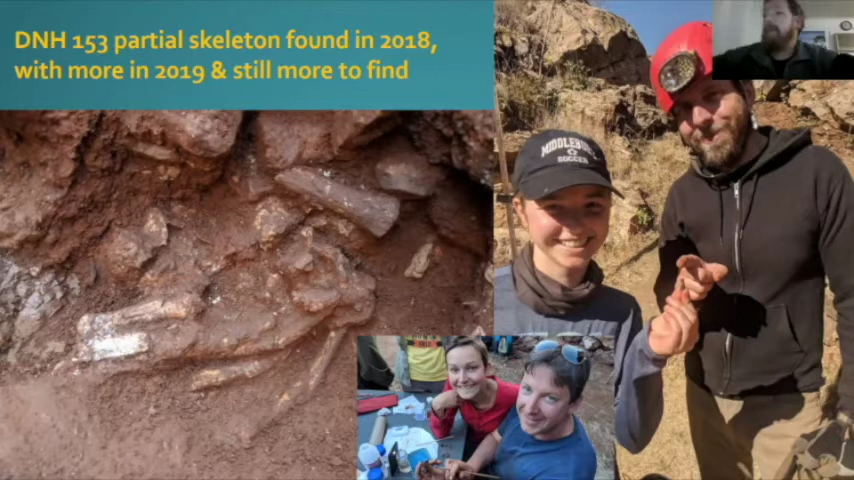 DNH 153 partial skeleton found in 2018,
with more in 2019 & still more to find
MIDDLEBURY
SOCCER